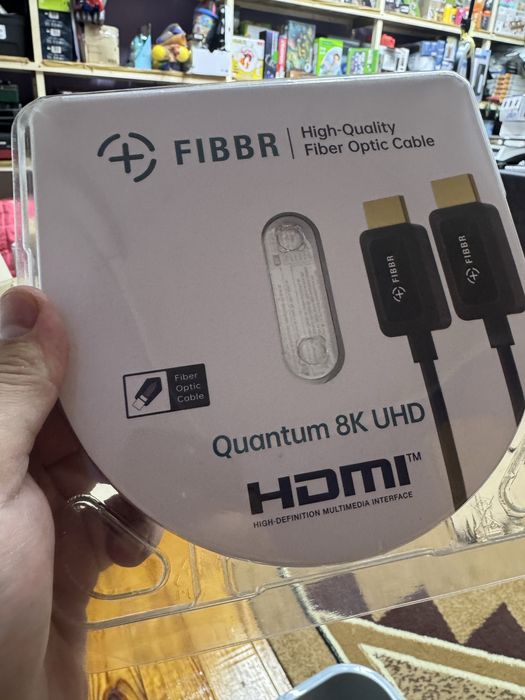 FIBBR
High-Quality
Fiber Optic Cable
FIBBR
FIBBR
Fiber
Optic
Cable
Quantum 8K UHD
HDMI™
HIGH-DEFINITION MULTIMEDIA INTERFACE